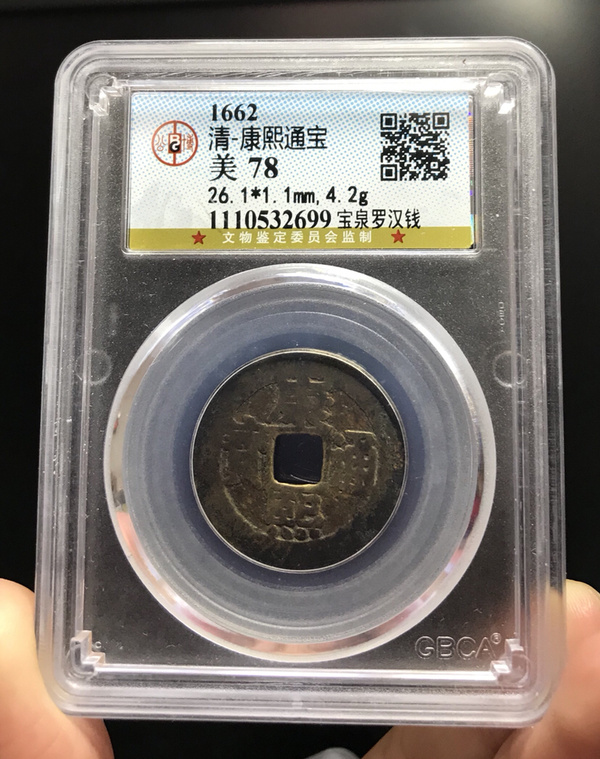 1662
清-康熙通宝
美 78
26.1*1.1mm,4.2g
1110532699 宝泉罗汉钱
文物鉴定委员会监制
康熙通
GBCA®